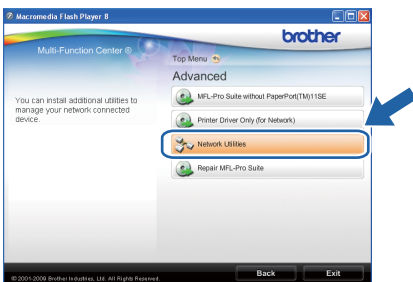 Macromedia Flash Player 8
brother
Multi-Function Center ®
Top Menu
Advanced
You can install additional utilities to
manage your network connected
device.
MFL-Pro Suite without PaperPort(TM)11SE
Printer Driver Only (for Network)
Network Utilities
Repair MFL-Pro Suite
© 2001-2009 Brother Industries, Ltd. All Rights Reserved.
Back
Exit